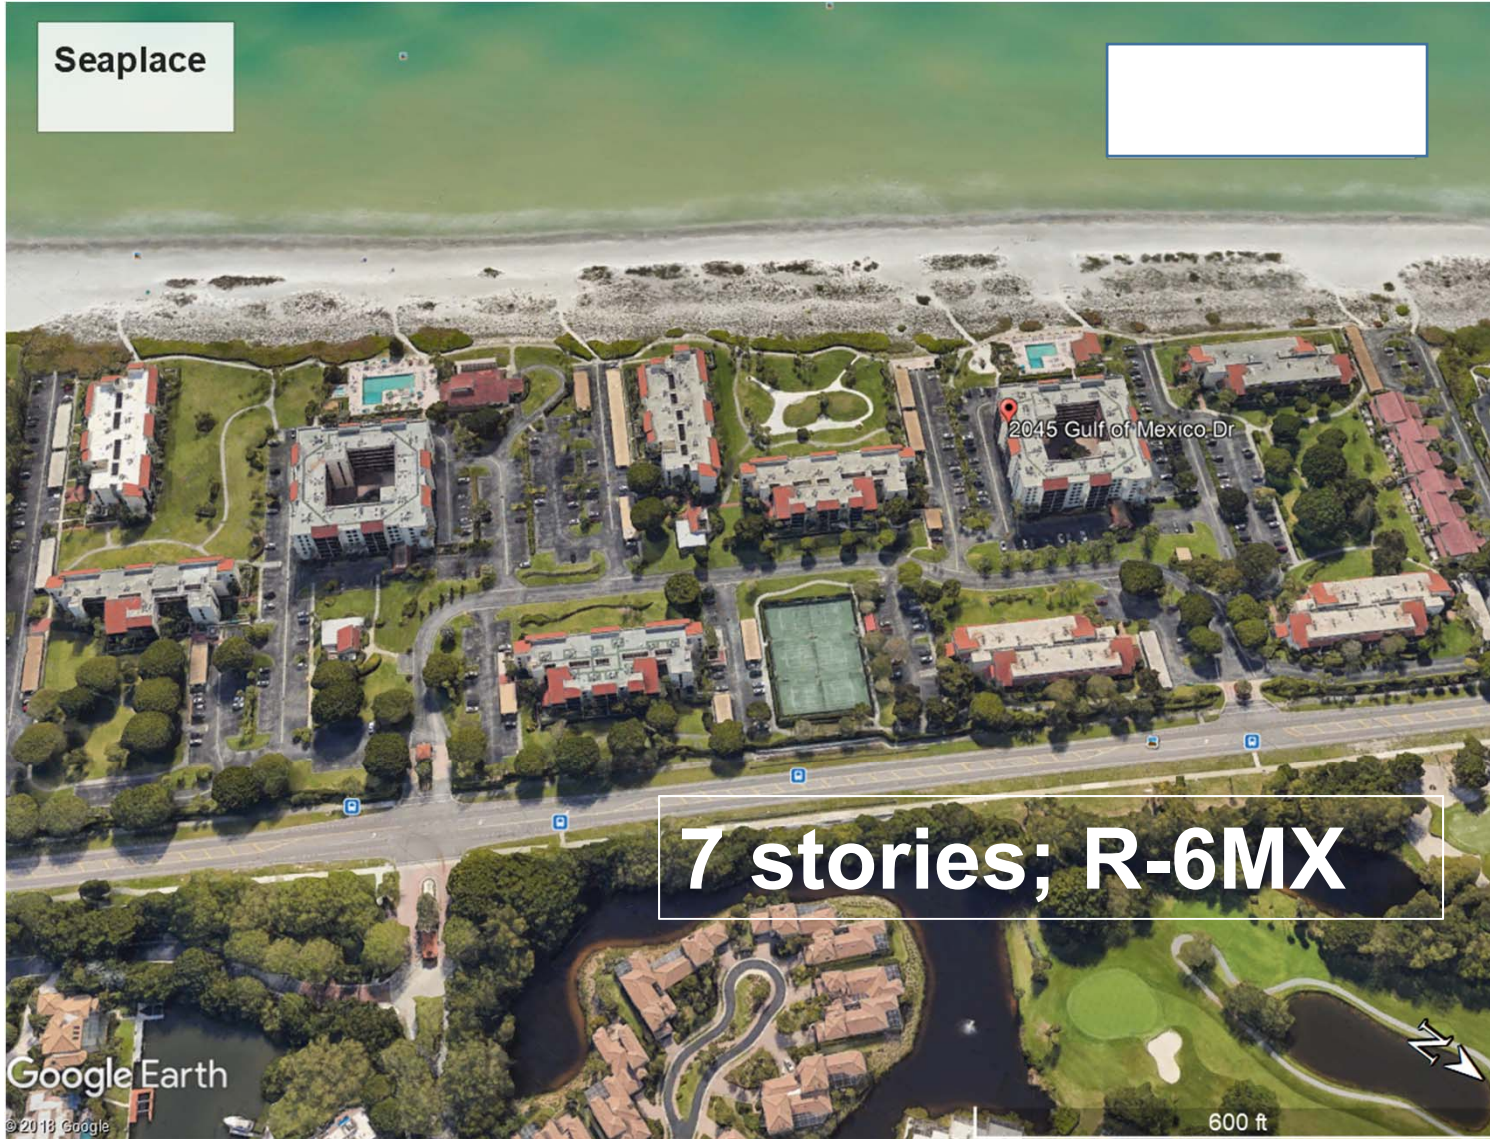 Seaplace
2045 Gulf of Mexico Dr
7 stories; R-6MX
N
Google Earth
© 2018 Google
600 ft